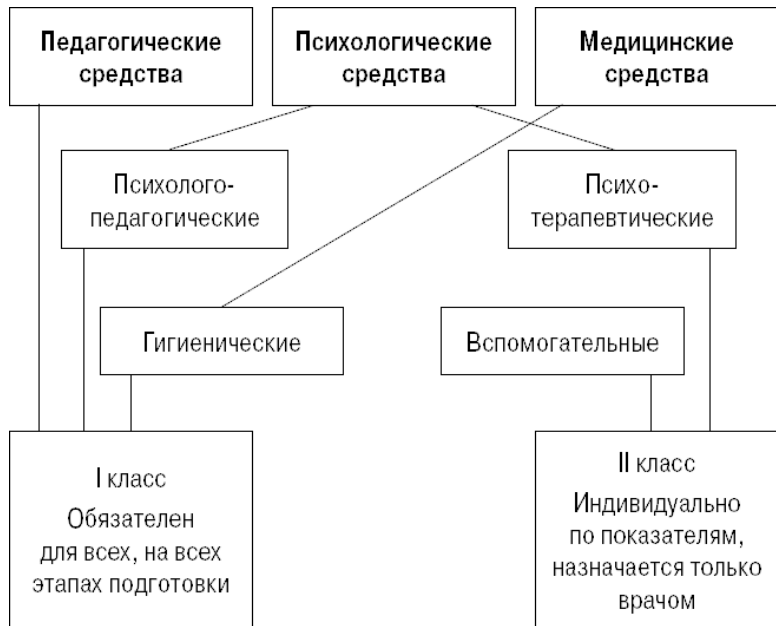 Педагогические
средства
Психологические
средства
Медицинские
средства
Психолого-
педагогические
Психо-
терапевтические
Гигиенические
Вспомогательные
I класс
Обязателен
для всех, на всех
этапах подготовки
II класс
Индивидуально
по показателям,
назначается только
врачом